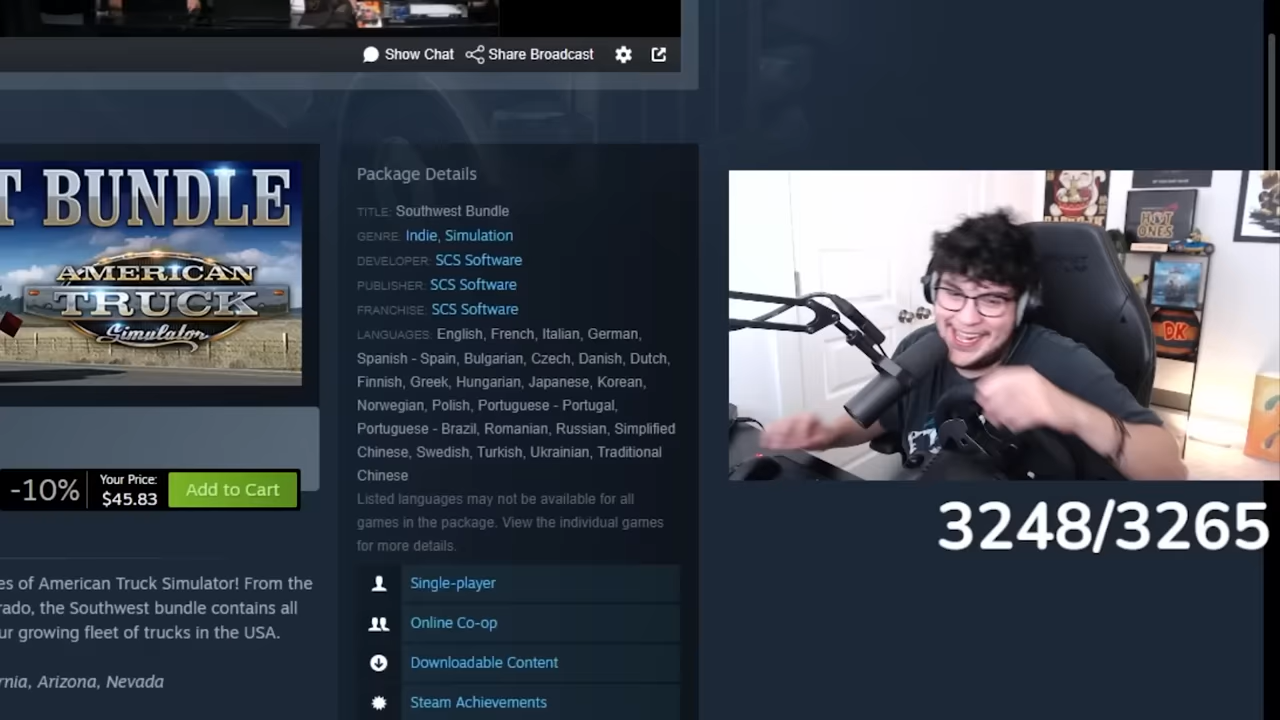 Show Chat
Share Broadcast
T BUNDLE
AMERICAN
TRUCK
Simulator
-10%
Your Price:
$45.83
Add to Cart
es of American Truck Simulator! From the
rado, the Southwest bundle contains all
ur growing fleet of trucks in the USA.
rnia, Arizona, Nevada
Package Details
TITLE: Southwest Bundle
GENRE: Indie, Simulation
DEVELOPER: SCS Software
PUBLISHER: SCS Software
FRANCHISE: SCS Software
LANGUAGES: English, French, Italian, German,
Spanish - Spain, Bulgarian, Czech, Danish, Dutch,
Finnish, Greek, Hungarian, Japanese, Korean,
Norwegian, Polish, Portuguese - Portugal,
Portuguese - Brazil, Romanian, Russian, Simplified
Chinese, Swedish, Turkish, Ukrainian, Traditional
Chinese
Listed languages may not be available for all
games in the package. View the individual games
for more details.
Single-player
Online Co-op
Downloadable Content
Steam Achievements
HOT
ONES
DK
3248/3265